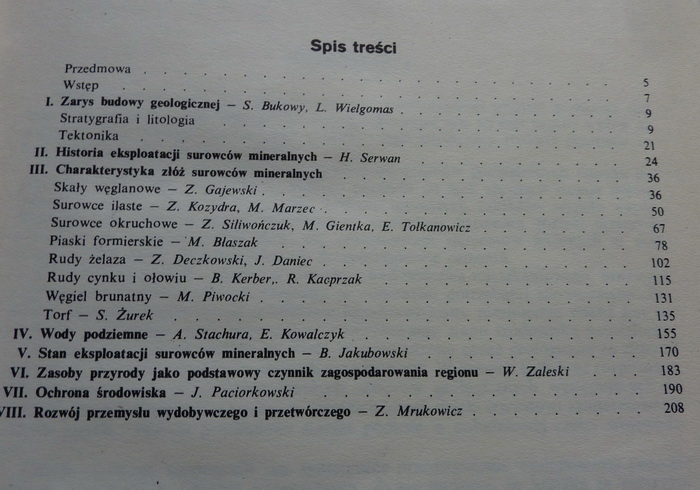 Spis treści
Przedmowa . . . . . . . . . . . . . . . . . 5
Wstęp . . . . . . . . . . . . . . . . . 7
I. Zarys budowy geologicznej – S. Bukowy, L. Wielgomas . . . . . . . . . 9
Stratygrafia i litologia . . . . . . . . . . . . . . 9
Tektonika . . . . . . . . . . . . . . . . . 21
II. Historia eksploatacji surowców mineralnych – H. Serwan . . . . . . . . . 24
III. Charakterystyka złóż surowców mineralnych . . . . . . . . . . . 36
Skały węglanowe – Z. Gajewski . . . . . . . . . . . . . 36
Surowce ilaste – Z. Kozydra, M. Marzec . . . . . . . . . . . 50
Surowce okruchowe – Z. Siliwończuk, M. Gientka, E. Tołkanowicz . . . . . . 67
Piaski formierskie – M. Błaszak . . . . . . . . . . . . . 78
Rudy żelaza – Z. Deczkowski, J. Daniec . . . . . . . . . . . 102
Rudy cynku i ołowiu – B. Kerber,. R. Kacprzak . . . . . . . . . . 115
Węgiel brunatny – M. Piwocki . . . . . . . . . . . . . 131
Torf – S. Żurek . . . . . . . . . . . . . . . . 135
IV. Wody podziemne – A. Stachura, E. Kowalczyk . . . . . . . . . . 155
V. Stan eksploatacji surowców mineralnych – B. Jakubowski . . . . . . . . 170
VI. Zasoby przyrody jako podstawowy czynnik zagospodarowania regionu – W. Zaleski . . . 183
VII. Ochrona środowiska – J. Paciorkowski . . . . . . . . . . . . 190
VIII. Rozwój przemysłu wydobywczego i przetwórczego – Z. Mrukowicz . . . . . . . 208